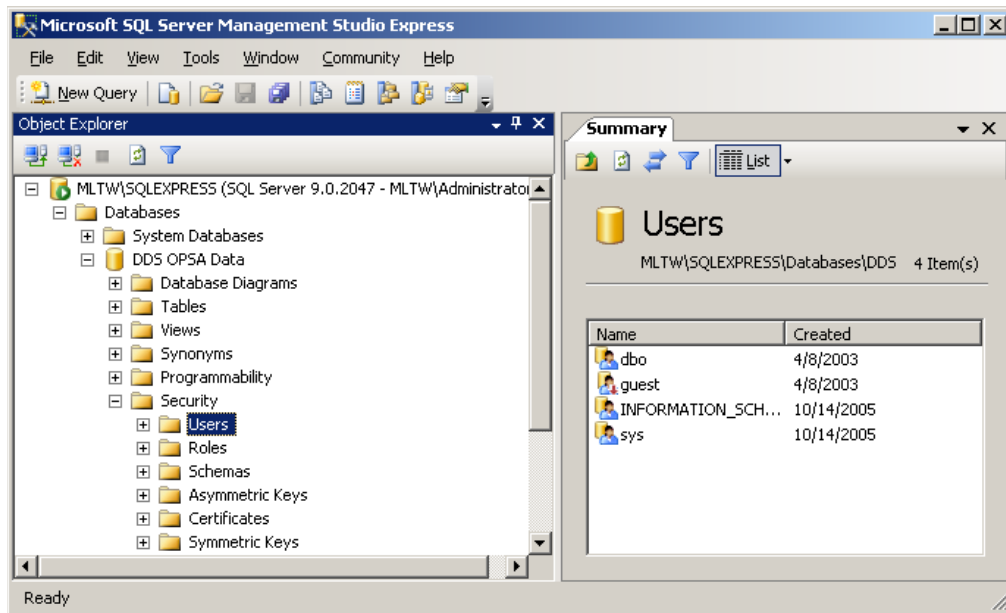 Microsoft SQL Server Management Studio Express
File Edit View Tools Window Community Help
New Query
Object Explorer
MLTW\SQLEXPRESS (SQL Server 9.0.2047 - MLTW\Administrator
Databases
System Databases
DDS OPSA Data
Database Diagrams
Tables
Views
Synonyms
Programmability
Security
Users
Roles
Schemas
Asymmetric Keys
Certificates
Symmetric Keys
Summary
List
Users
MLTW\SQLEXPRESS\Databases\DDS 4 Item(s)
Name Created
dbo 4/8/2003
guest 4/8/2003
INFORMATION_SCH... 10/14/2005
sys 10/14/2005
Ready